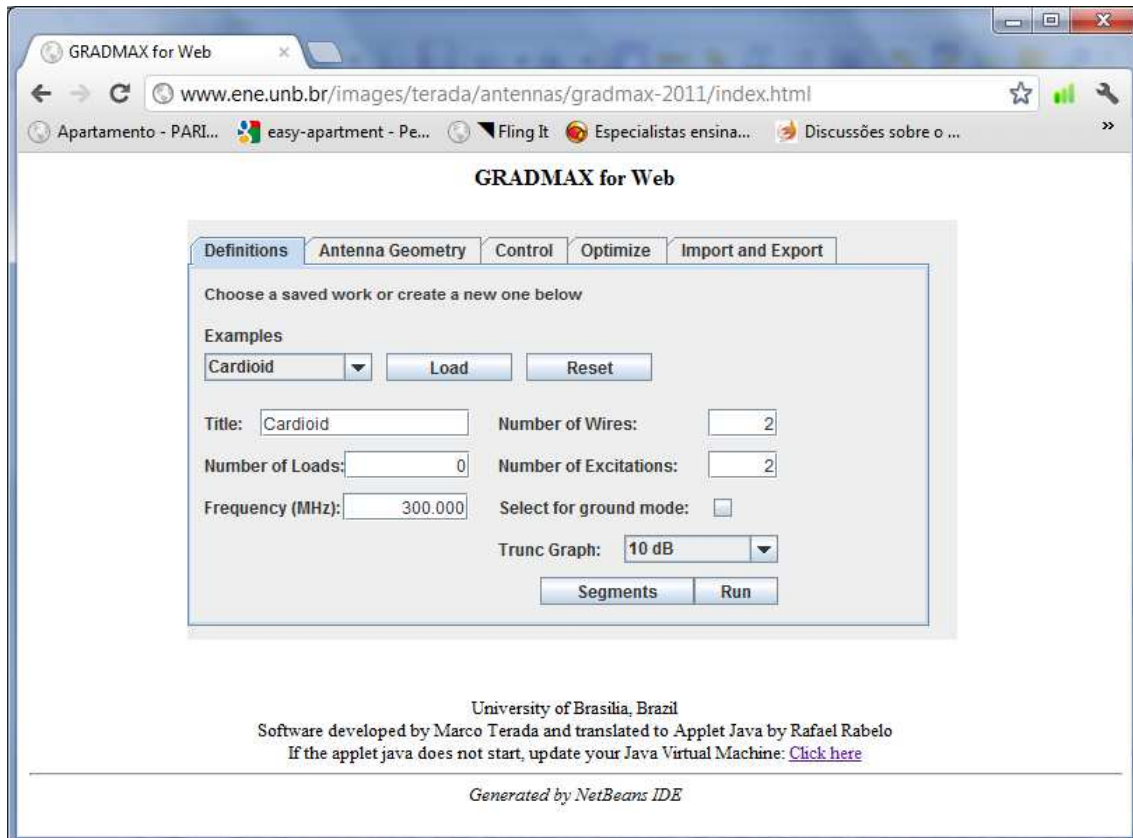 GRADMAX for Web
www.ene.unb.br/images/terada/antennas/gradmax-2011/index.html
Apartamento - PARI... easy-apartment - Pe... Fling It Especialistas ensina... Discussões sobre o ... »
GRADMAX for Web
Definitions Antenna Geometry Control Optimize Import and Export
Choose a saved work or create a new one below
Examples
Cardioid Load Reset
Title: Cardioid Number of Wires: 2
Number of Loads: 0 Number of Excitations: 2
Frequency (MHz): 300.000 Select for ground mode:
Trunc Graph: 10 dB
Segments Run
University of Brasilia, Brazil
Software developed by Marco Terada and translated to Applet Java by Rafael Rabelo
If the applet java does not start, update your Java Virtual Machine: Click here
Generated by NetBeans IDE